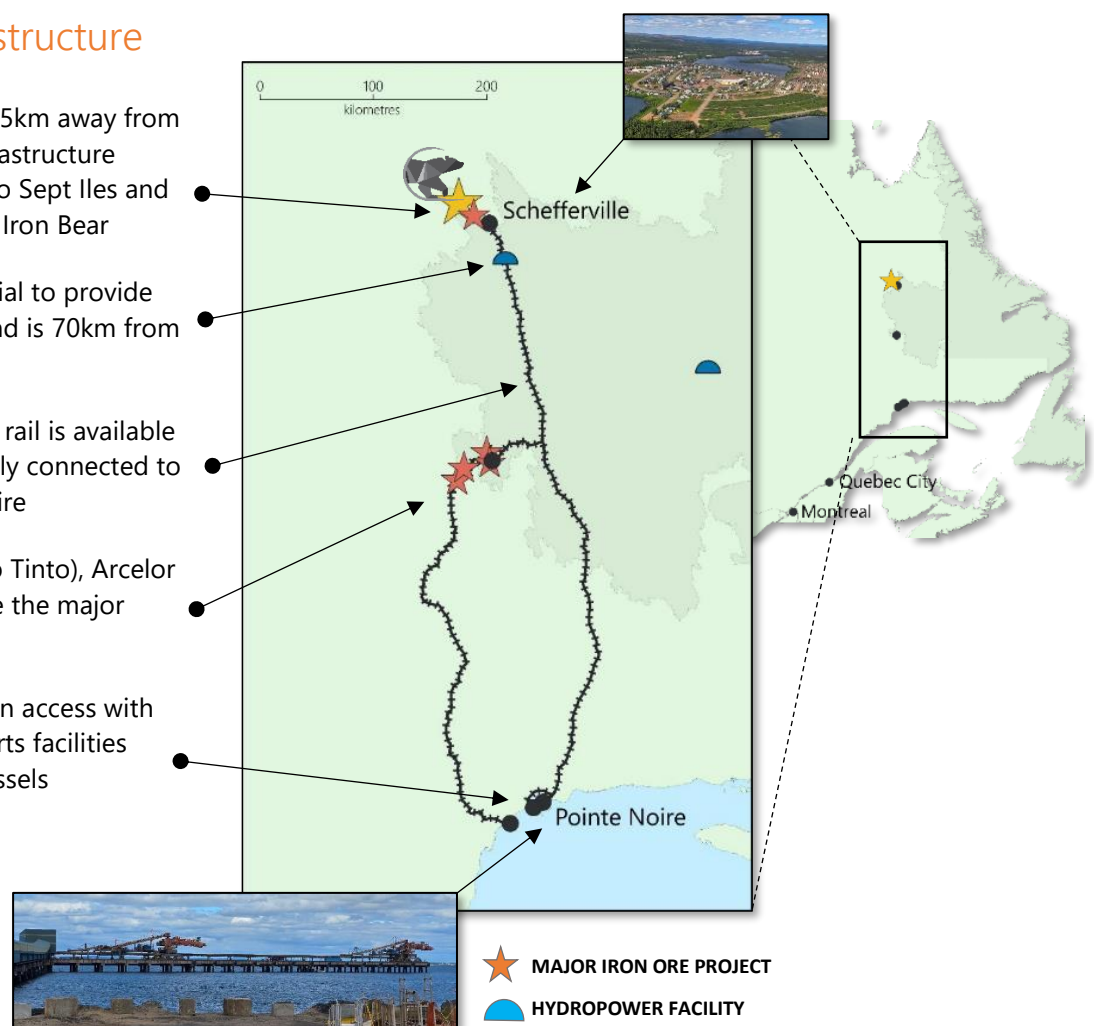 structure
5km away from
astructure
o Sept Iles and
Iron Bear
ial to provide
nd is 70km from
rail is available
ly connected to
ire
o Tinto), Arcelor
e the major
n access with
rts facilities
ssels
0 100 200
kilometres
Schefferville
Pointe Noire
Quebec City
Montreal
MAJOR IRON ORE PROJECT
HYDROPOWER FACILITY